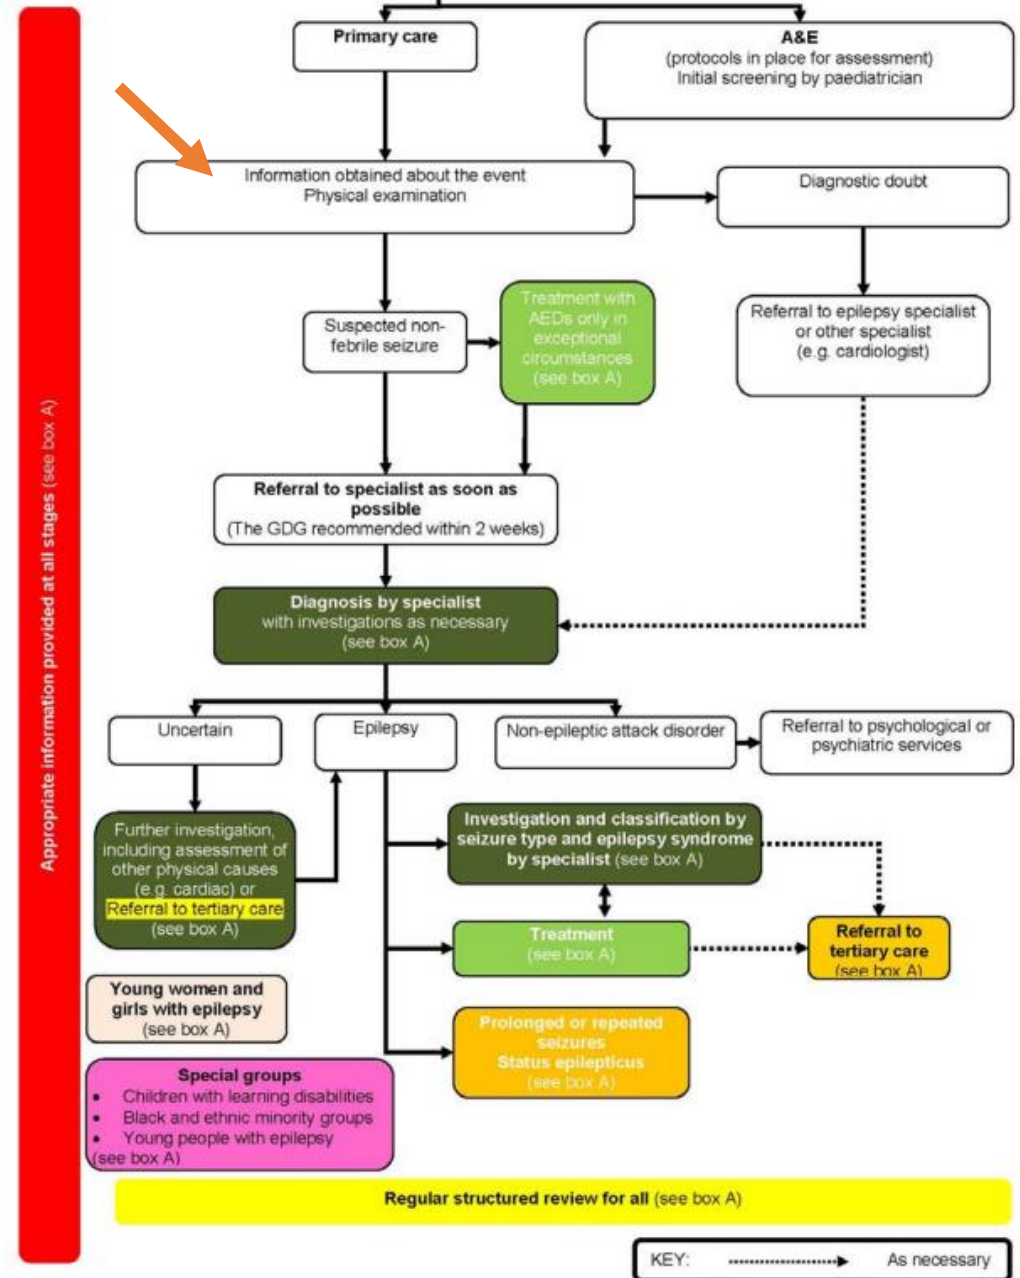 Primary care
A&E
(protocols in place for assessment)
Initial screening by paediatrician
Information obtained about the event
Physical examination
Diagnostic doubt
Suspected non-
febrile seizure
Treatment with
AEDs only in
exceptional
circumstances
(see box A)
Referral to epilepsy specialist
or other specialist
(e.g. cardiologist)
Referral to specialist as soon as
possible
(The GDG recommended within 2 weeks)
Diagnosis by specialist
with investigations as necessary
(see box A)
Uncertain
Epilepsy
Non-epileptic attack disorder
Referral to psychological or
psychiatric services
Further investigation,
including assessment of
other physical causes
(e.g. cardiac) or
Referral to tertiary care
(see box A)
Investigation and classification by
seizure type and epilepsy syndrome
by specialist (see box A)
Treatment
(see box A)
Referral to
tertiary care
(see box A)
Young women and
girls with epilepsy
(see box A)
Prolonged or repeated
seizures
Status epilepticus
(see box A)
Special groups
• Children with learning disabilities
• Black and ethnic minority groups
• Young people with epilepsy
(see box A)
Appropriate information provided at all stages (see box A)
Regular structured review for all (see box A)
KEY: As necessary